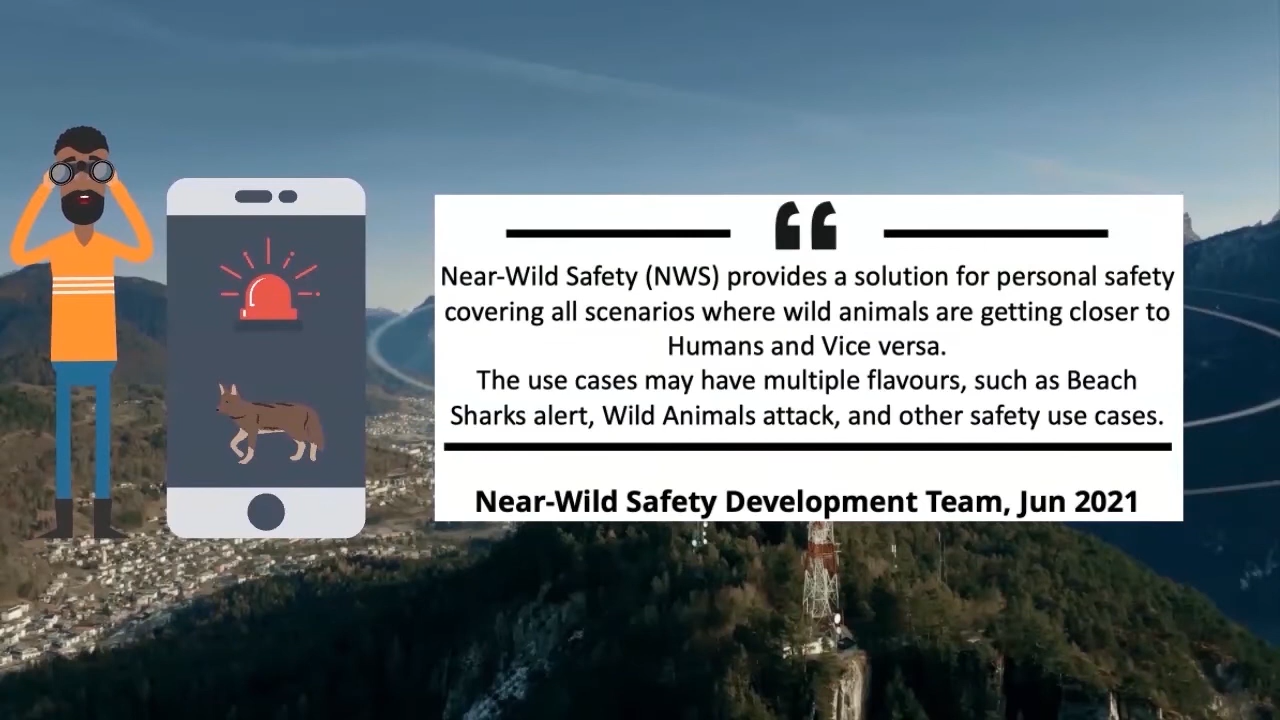 Near-Wild Safety (NWS) provides a solution for personal safety
covering all scenarios where wild animals are getting closer to
Humans and Vice versa.
The use cases may have multiple flavours, such as Beach
Sharks alert, Wild Animals attack, and other safety use cases.
Near-Wild Safety Development Team, Jun 2021